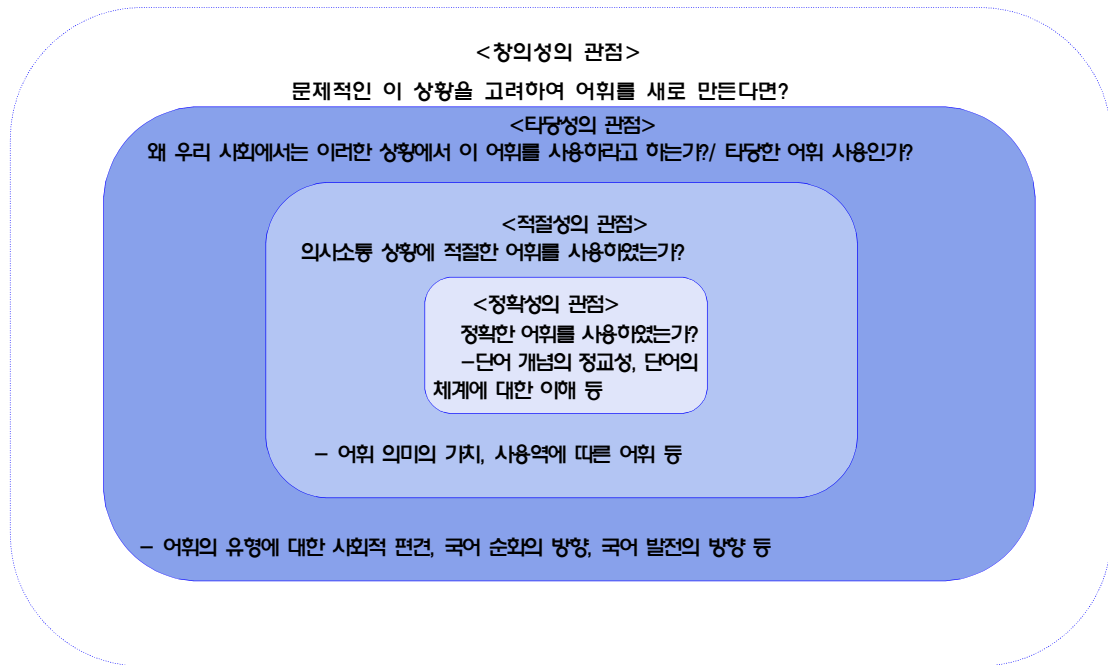 <창의성의 관점>
문제적인 이 상황을 고려하여 어휘를 새로 만든다면?
<타당성의 관점>
왜 우리 사회에서는 이러한 상황에서 이 어휘를 사용하라고 하는가?/ 타당한 어휘 사용인가?
<적절성의 관점>
의사소통 상황에 적절한 어휘를 사용하였는가?
<정확성의 관점>
정확한 어휘를 사용하였는가?
–단어 개념의 정교성, 단어의
체계에 대한 이해 등
– 어휘 의미의 가치, 사용역에 따른 어휘 등
– 어휘의 유형에 대한 사회적 편견, 국어 순화의 방향, 국어 발전의 방향 등